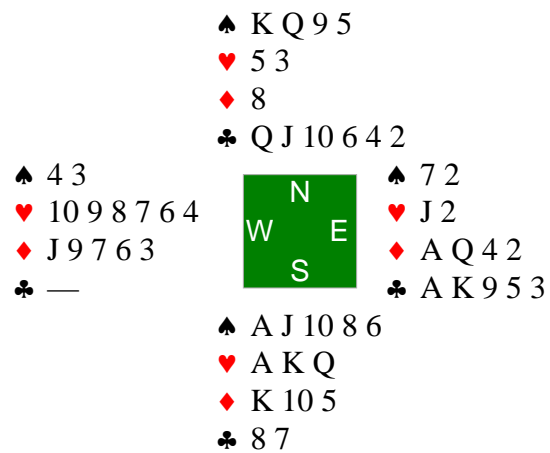 ♠ K Q 9 5
♥ 5 3
♦ 8
♣ Q J 10 6 4 2
♠ 4 3
♥ 10 9 8 7 6 4
♦ J 9 7 6 3
♣ —
N
W E
S
♠ 7 2
♥ J 2
♦ A Q 4 2
♣ A K 9 5 3
♠ A J 10 8 6
♥ A K Q
♦ K 10 5
♣ 8 7